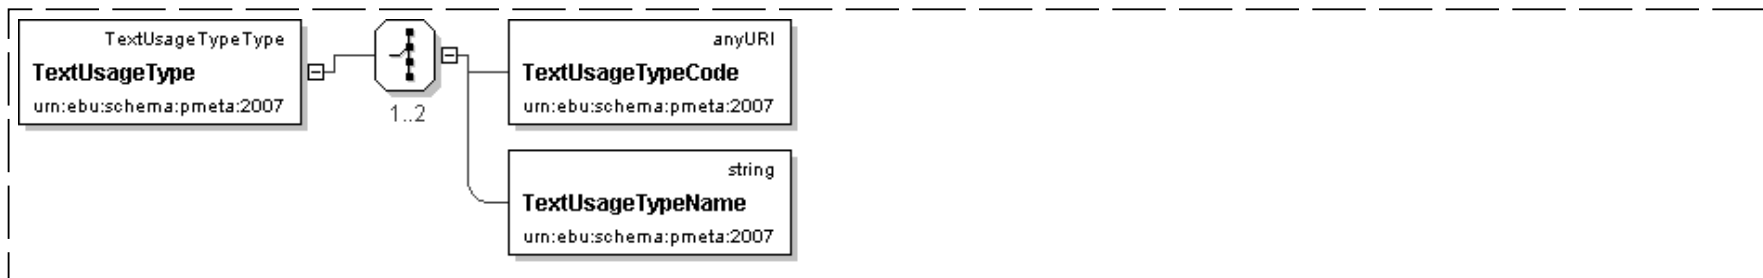 TextUsageTypeType
TextUsageType
urn:ebu:schema:pmeta:2007
1..2
anyURI
TextUsageTypeCode
urn:ebu:schema:pmeta:2007
string
TextUsageTypeName
urn:ebu:schema:pmeta:2007